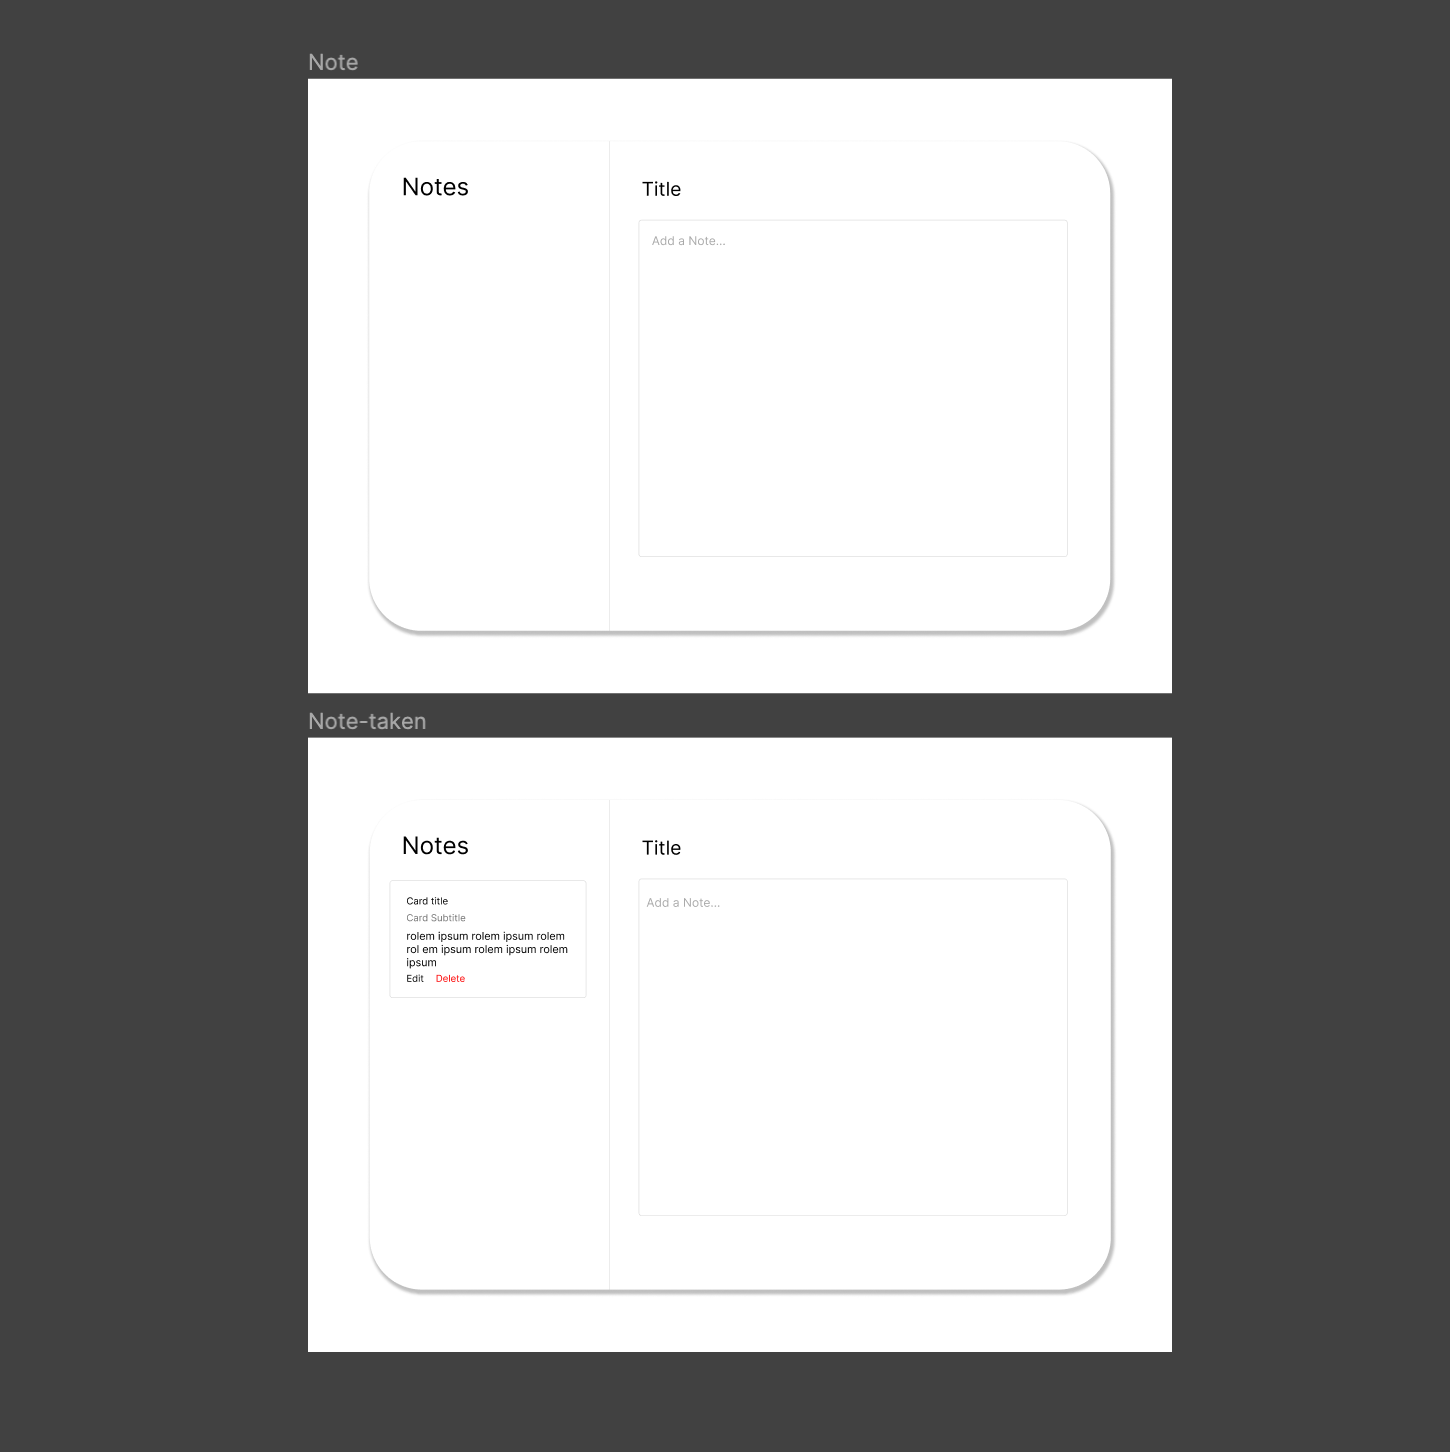 Note
Notes
Title
Add a Note...
Note-taken
Notes
Title
Card title
Card Subtitle
rolem ipsum rolem ipsum rolem
rol em ipsum rolem ipsum rolem
ipsum
Edit Delete
Add a Note...